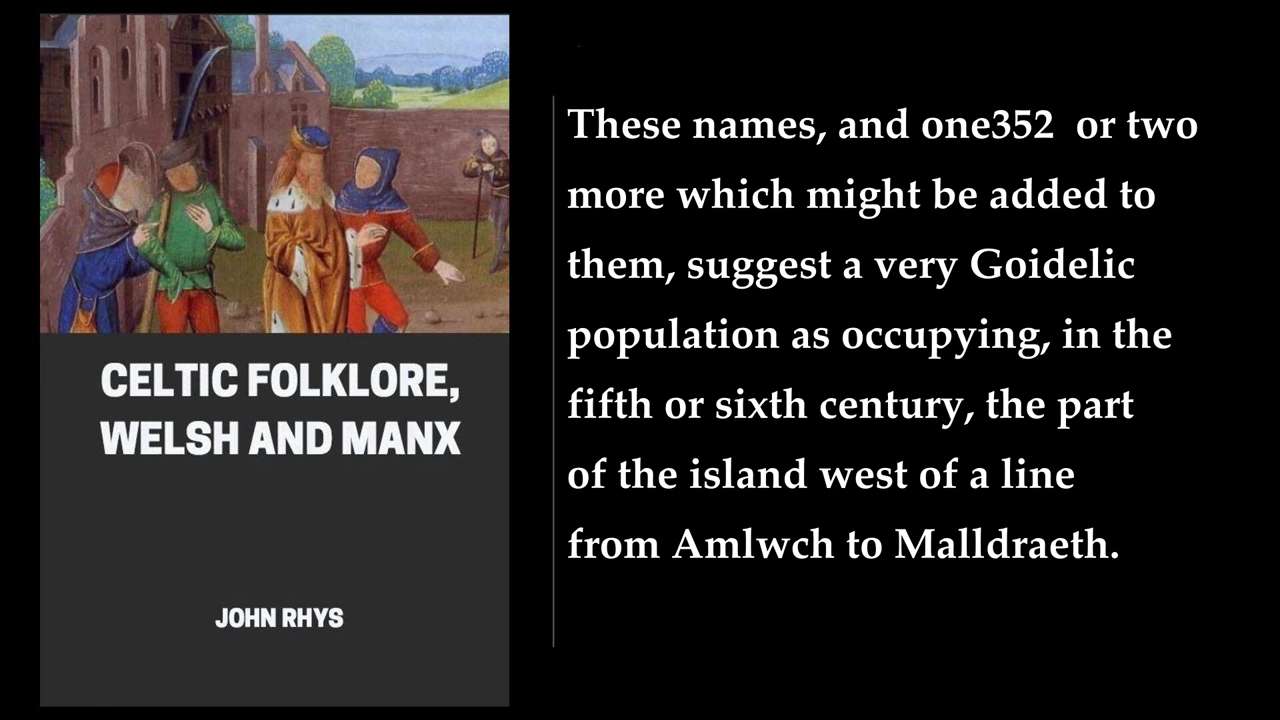 CELTIC FOLKLORE,
WELSH AND MANX
JOHN RHYS
These names, and one352 or two
more which might be added to
them, suggest a very Goidelic
population as occupying, in the
fifth or sixth century, the part
of the island west of a line
from Amlwch to Malldraeth.